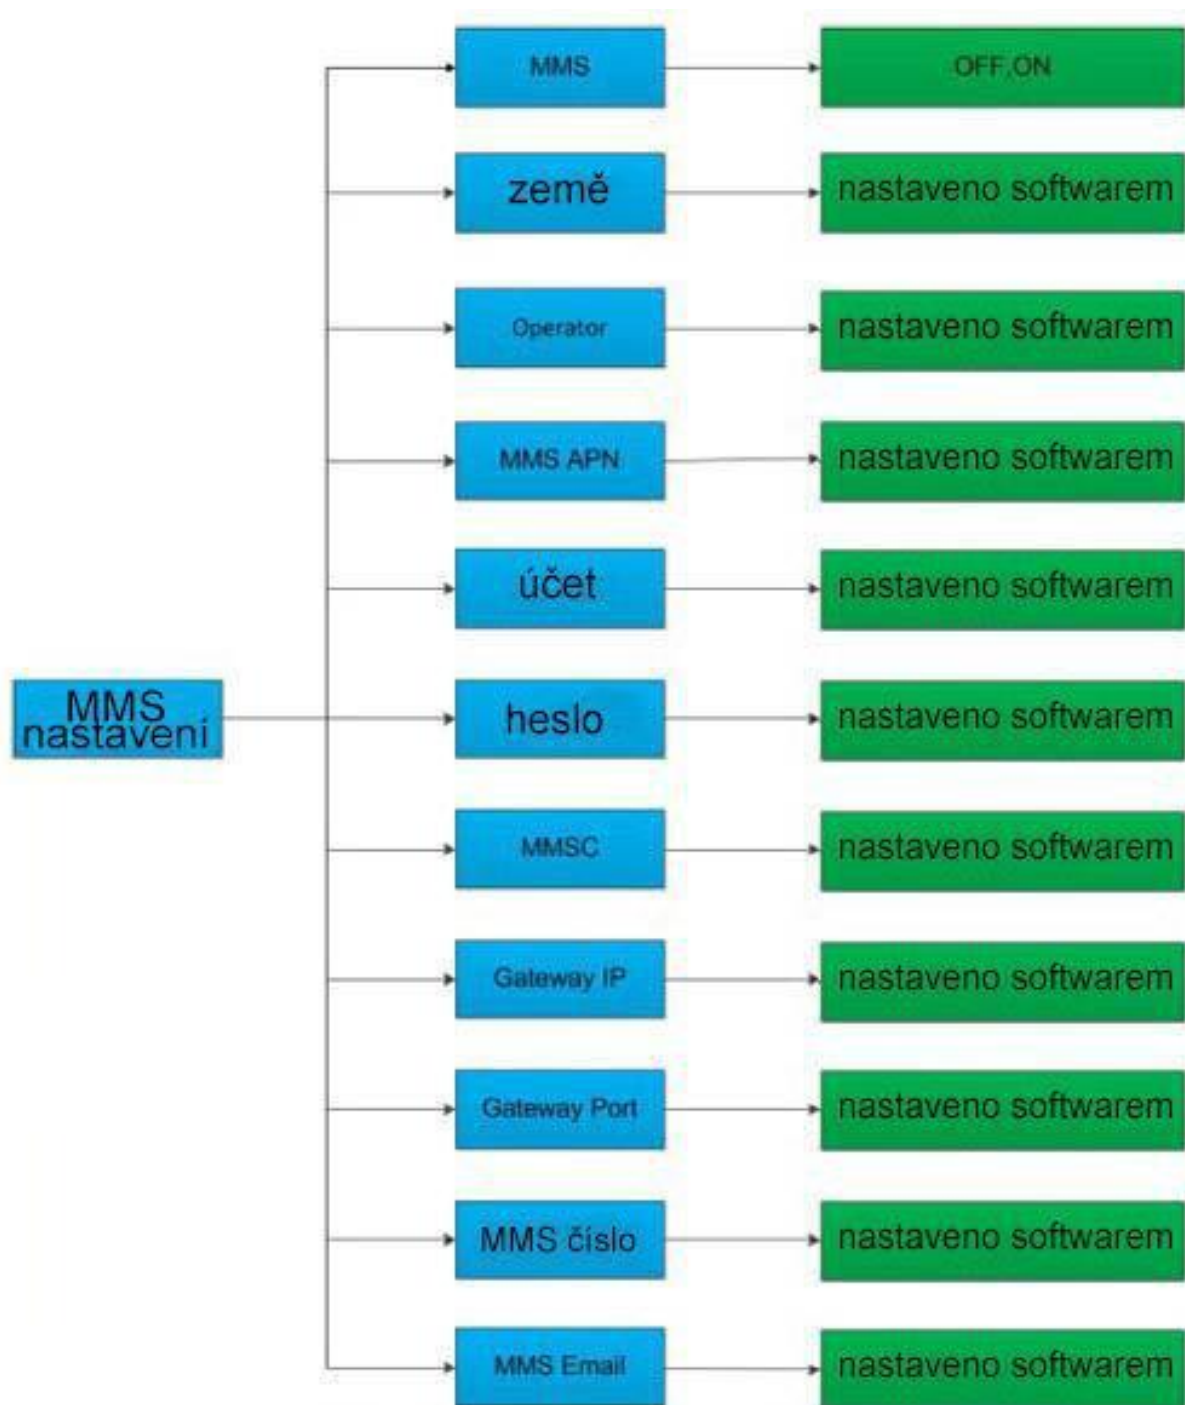 MMS
OFF,ON
země
nastaveno softwarem
Operator
nastaveno softwarem
MMS APN
nastaveno softwarem
účet
nastaveno softwarem
MMS
nastavení
heslo
nastaveno softwarem
MMSC
nastaveno softwarem
Gateway IP
nastaveno softwarem
Gateway Port
nastaveno softwarem
MMS číslo
nastaveno softwarem
MMS Email
nastaveno softwarem